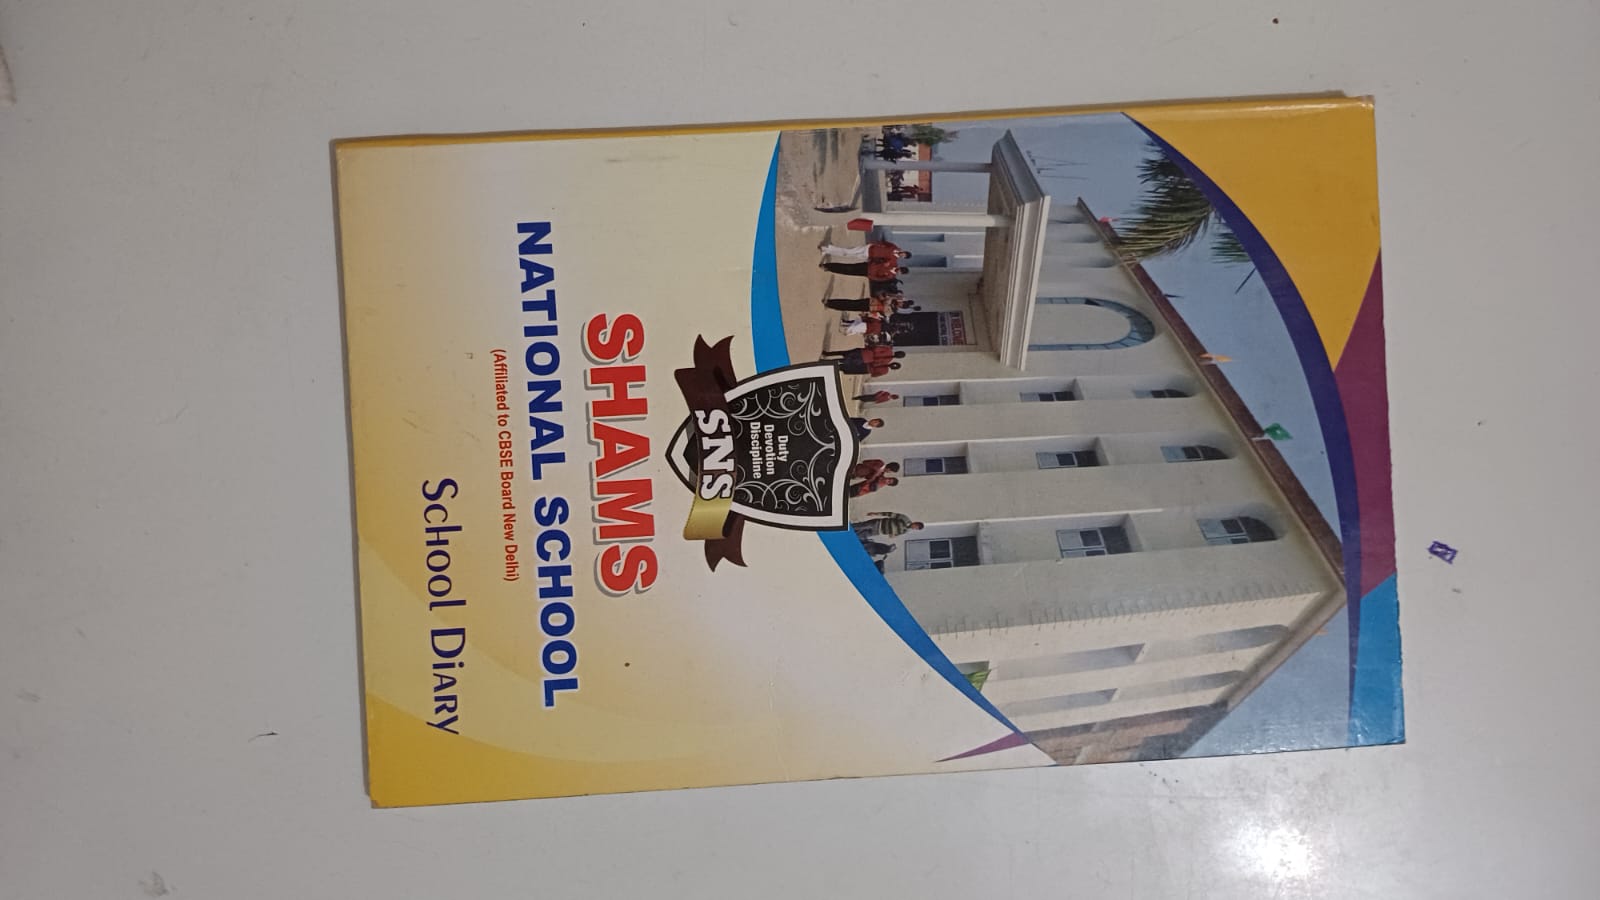 Duty
Devotion
Discipline
SNS
SHAMS
NATIONAL SCHOOL
(Affiliated to CBSE Board New Delhi)
School Diary